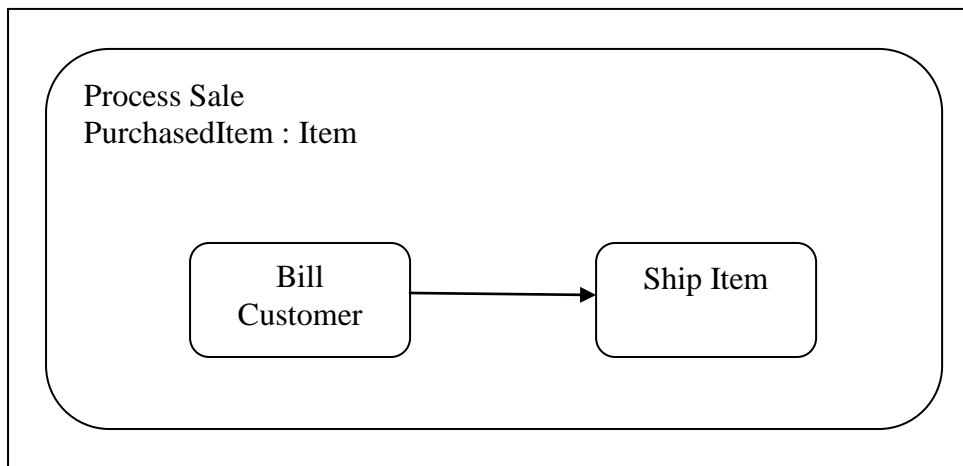 Process Sale
PurchasedItem : Item
Bill
Customer
Ship Item